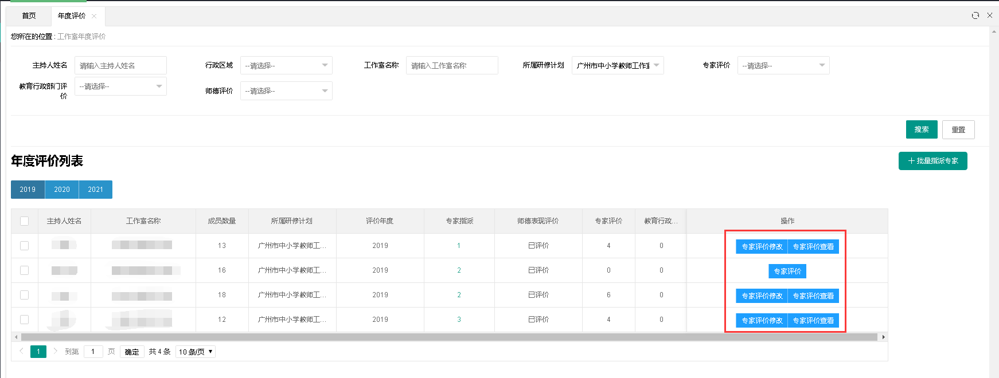 首页 年度评价
您所在的位置 : 工作室年度评价
主持人姓名 请输入主持人姓名 行政区域 --请选择-- 工作室名称 请输入工作室名称 所属研修计划 广州市中小学教师工作室 专家评价 --请选择--
教育行政部门评价 --请选择-- 师德评价 --请选择--
搜索 重置
年度评价列表 批量指派专家
2019 2020 2021
主持人姓名 工作室名称 成员数量 所属研修计划 评价年度 专家指派 师德表现评价 专家评价 教育行政... 操作
13 广州市中小学教师工... 2019 1 已评价 4 0 专家评价修改 专家评价查看
16 广州市中小学教师工... 2019 2 已评价 0 0 专家评价
18 广州市中小学教师工... 2019 2 已评价 6 0 专家评价修改 专家评价查看
12 广州市中小学教师工... 2019 3 已评价 4 0 专家评价修改 专家评价查看
1 到第 1 页 确定 共 4 条 10 条/页